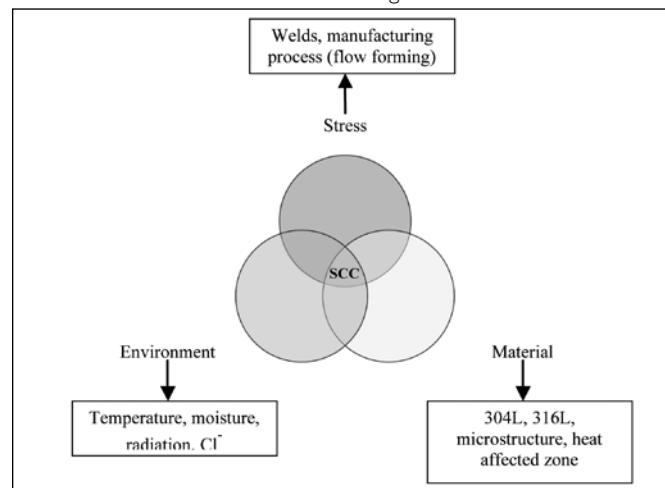 Welds, manufacturing
process (flow forming)
Stress
SCC
Environment
Material
Temperature, moisture,
radiation, Cl⁻
304L, 316L,
microstructure, heat
affected zone